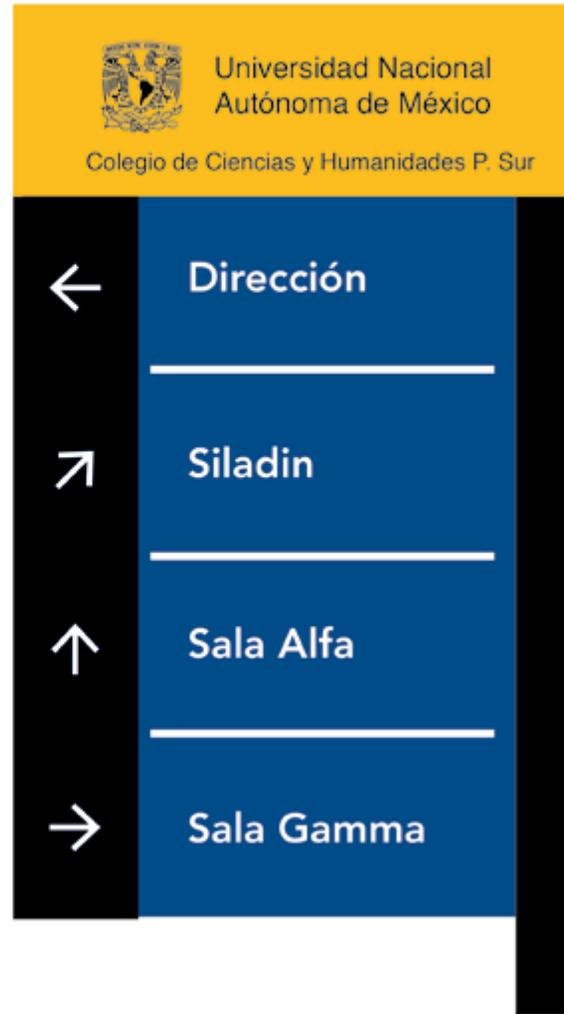 Universidad Nacional
Autónoma de México
Colegio de Ciencias y Humanidades P. Sur
Dirección
Siladin
Sala Alfa
Sala Gamma